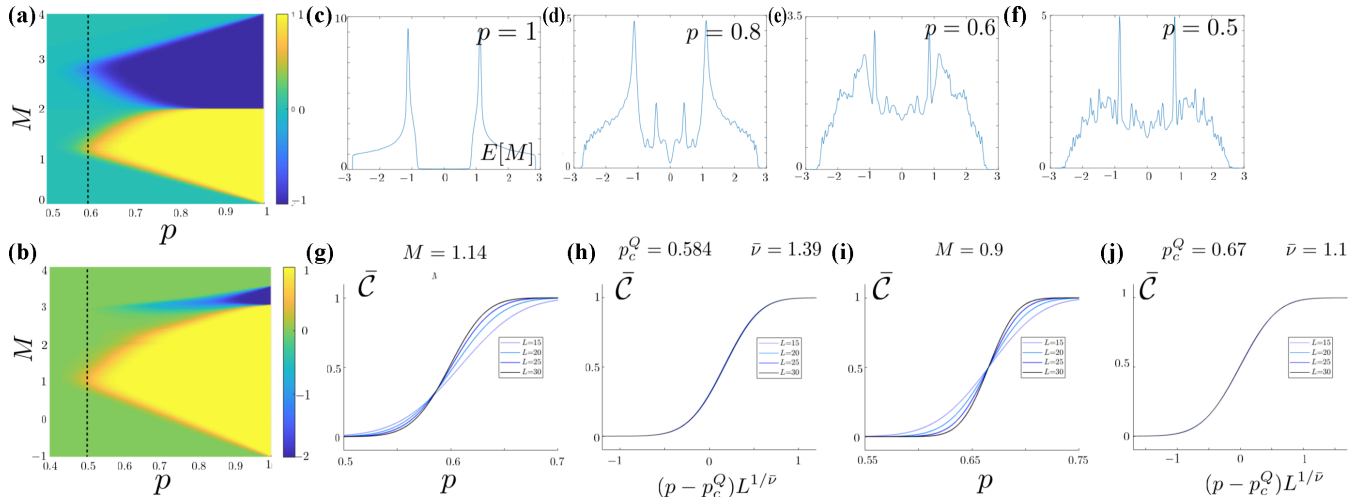 (a)
4
3
2
1
0
M
0.5
0.6
0.7
0.8
0.9
1
p
11
0
0
−1
(c)
10
5
0
p = 1
E[M]
−3
−2
−1
0
1
2
3
(d)
5
0
p = 0.8
−3
−2
−1
0
1
2
3
(e)
3.5
0
p = 0.6
−3
−2
−1
0
1
2
3
(f)
5
0
p = 0.5
−3
−2
−1
0
1
2
3
(b)
4
3
2
1
0
−1
M
0.4
0.5
0.6
0.7
0.8
0.9
1
p
1
0
−1
−2
(g)
M = 1.14
M
C̄
1
0.5
0
L=15
L=20
L=25
L=30
0.5
0.6
0.7
p
(h)
p_c^Q = 0.584 ν̄ = 1.39
C̄
1
0.5
0
L=15
L=20
L=25
L=30
−1
0
1
(p − p_c^Q)L^{1/ν̄}
(i)
M = 0.9
C̄
1
0.5
0
L=15
L=20
L=25
L=30
0.55
0.65
0.75
p
(j)
p_c^Q = 0.67 ν̄ = 1.1
C̄
1
0.5
0
L=15
L=20
L=25
L=30
−1
0
1
(p − p_c^Q)L^{1/ν̄}